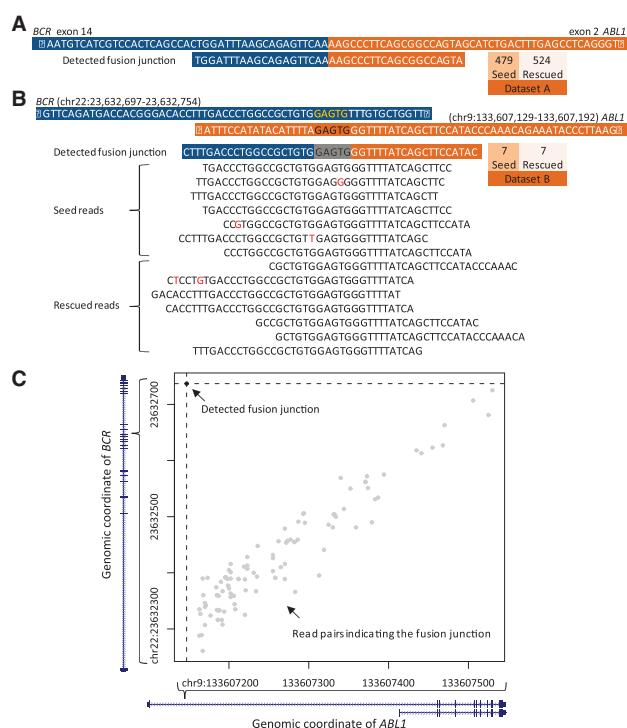 A
BCR exon 14
exon 2 ABL1
AATGTCATCGTCCACTCAGCCACTGGATTTAAGCAGAGTTCAAAAGCCCTTCAGCGGCCAGTAGCATCTGACTTTGAGCCTCAGGGT
Detected fusion junction
TGGATTTAAGCAGAGTTCAAAAGCCCTTCAGCGGCCAGTA
479 524
Seed Rescued
Dataset A
B
BCR (chr22:23,632,697-23,632,754)
GTTCAGATGACCACGGGACACCTTTGACCCTGGCCGCTGTGGAGTGTTTGTGCTGGTT
(chr9:133,607,129-133,607,192) ABL1
ATTTCCATATACATTTAGAGTGGGTTTTATCAGCTTCCATACCCAAACAGAAATACCCTTAAG
Detected fusion junction
CTTTGACCCTGGCCGCTGTGGAGTGGGTTTTATCAGCTTCCATAC
7 7
Seed Rescued
Dataset B
Seed reads
TGACCCTGGCCGCTGTGGAGTGGGTTTTATCAGCTTCC
TTGACCCTGGCCGCTGTGGAGGGGGTTTTATCAGCTTC
TTTGACCCTGGCCGCTGTGGAGTGGGTTTTATCAGCTT
TGACCCTGGCCGCTGTGGAGTGGGTTTTATCAGCTTCC
CCGTGGCCGCTGTGGAGTGGGTTTTATCAGCTTCCATA
CCTTTGACCCTGGCCGCTGTTGAGTGGGTTTTATCAGC
CCCTGGCCGCTGTGGAGTGGGTTTTATCAGCTTCCATA
Rescued reads
CGCTGTGGAGTGGGTTTTATCAGCTTCCATACCCAAAC
CTCCTGTGACCCTGGCCGCTGTGGAGTGGGTTTTATCA
GACACCTTTGACCCTGGCCGCTGTGGAGTGGGTTTTAT
CACCTTTGACCCTGGCCGCTGTGGAGTGGGTTTTATCA
GCCGCTGTGGAGTGGGTTTTATCAGCTTCCATAC
GCTGTGGAGTGGGTTTTATCAGCTTCCATACCCAAACA
TTTGACCCTGGCCGCTGTGGAGTGGGTTTTATCAG
C
Genomic coordinate of BCR
23632700
23632500
chr22:23632300
Detected fusion junction
Read pairs indicating the fusion junction
chr9:133607200 133607300 133607400 133607500
Genomic coordinate of ABL1